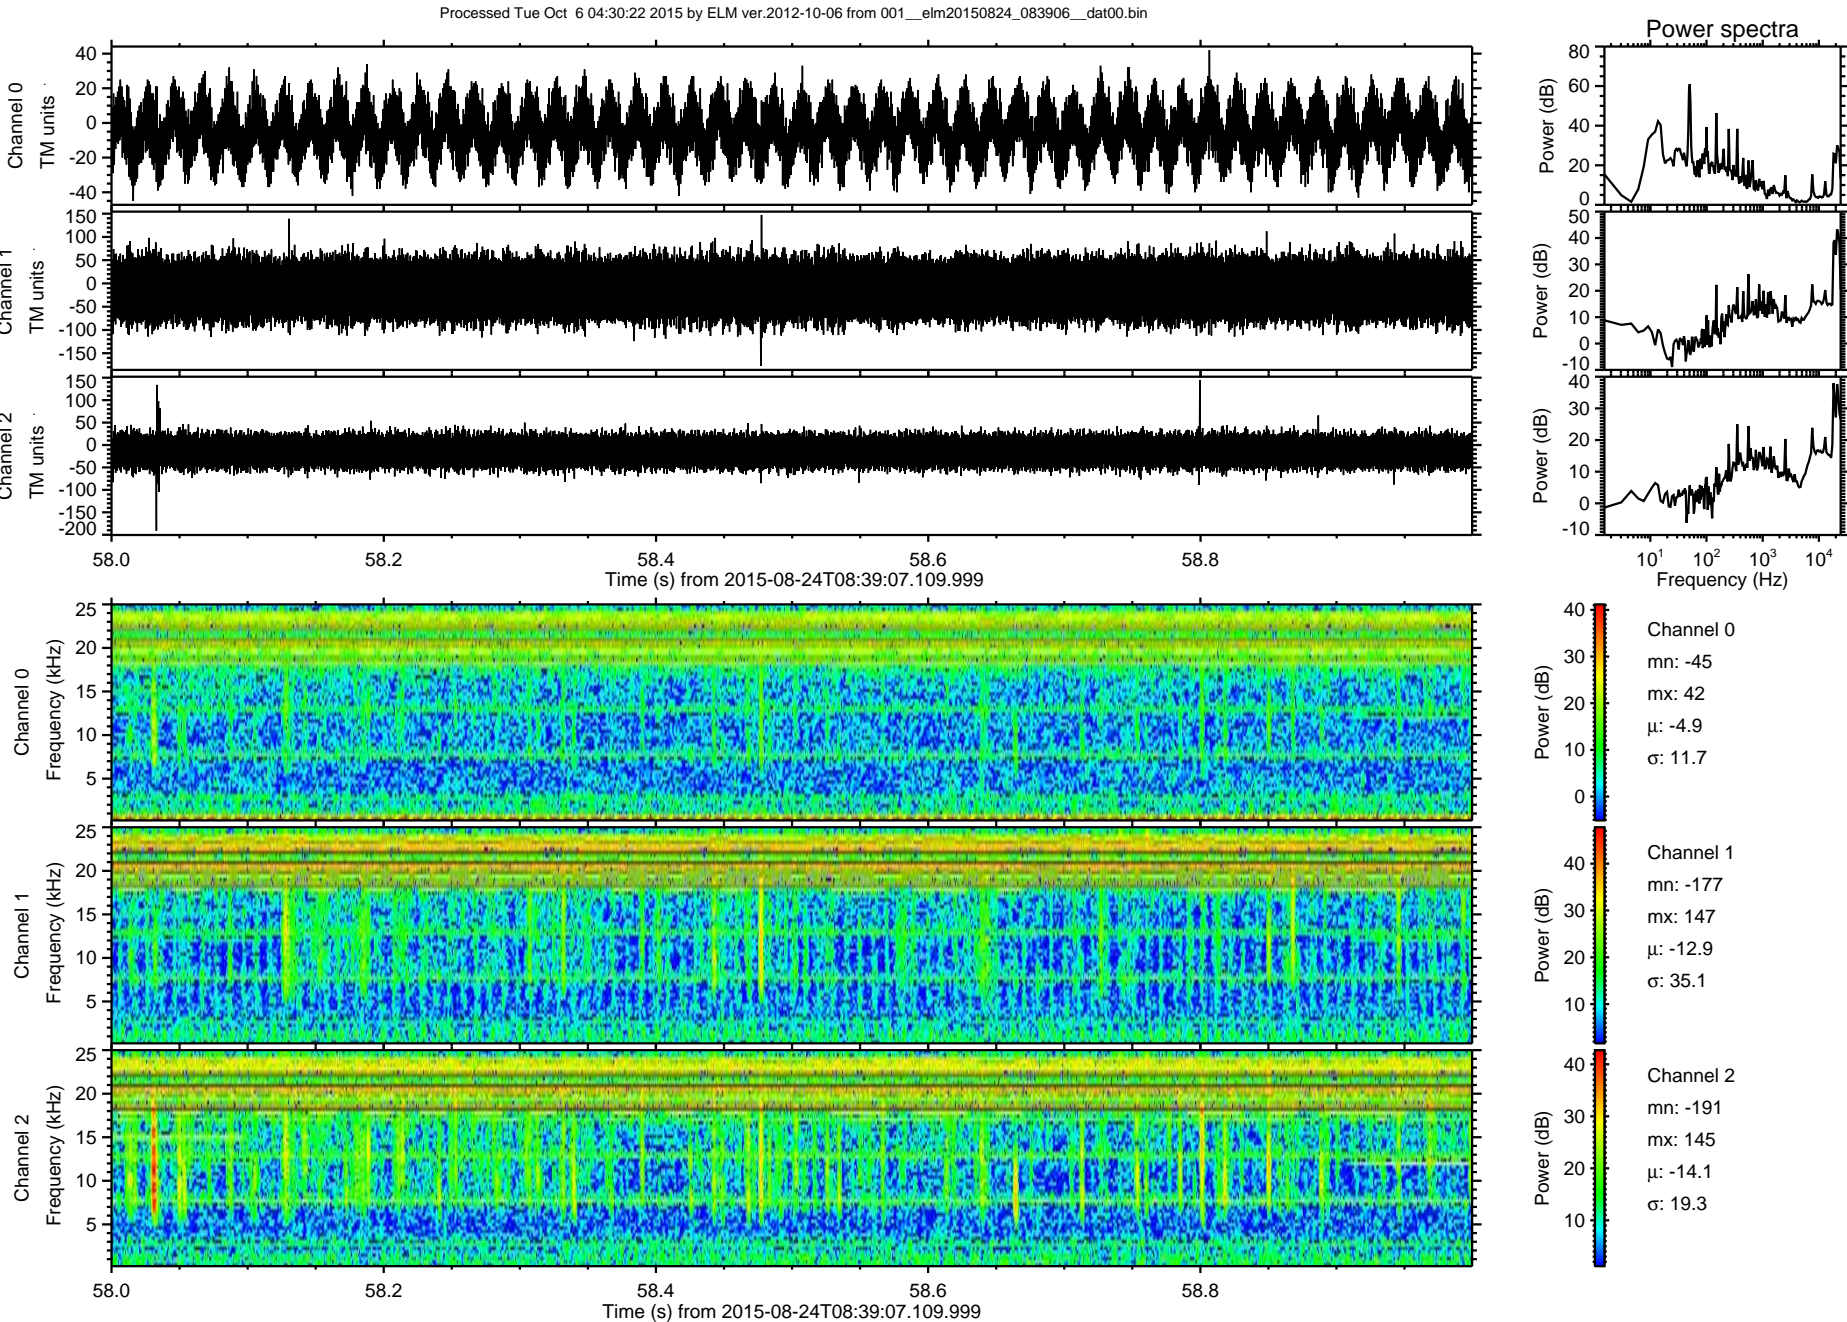 Processed Tue Oct 6 04:30:22 2015 by ELM ver.2012-10-06 from 001__elm20150824_083906__dat00.bin
Power spectra
Channel 0
TM units
40
20
0
-20
-40
Power (dB)
80
60
40
20
0
Channel 1
TM units
150
100
50
0
-50
-100
-150
Power (dB)
50
40
30
20
10
0
-10
Channel 2
TM units
150
100
50
0
-50
-100
-150
-200
Power (dB)
40
30
20
10
0
-10
58.0 58.2 58.4 58.6 58.8
Time (s) from 2015-08-24T08:39:07.109.999
10¹ 10² 10³ 10⁴
Frequency (Hz)
Channel 0
Frequency (kHz)
25
20
15
10
5
Power (dB)
40
30
20
10
0
Channel 0
mn: -45
mx: 42
μ: -4.9
σ: 11.7
Channel 1
Frequency (kHz)
25
20
15
10
5
Power (dB)
40
30
20
10
Channel 1
mn: -177
mx: 147
μ: -12.9
σ: 35.1
Channel 2
Frequency (kHz)
25
20
15
10
5
Power (dB)
40
30
20
10
Channel 2
mn: -191
mx: 145
μ: -14.1
σ: 19.3
58.0 58.2 58.4 58.6 58.8
Time (s) from 2015-08-24T08:39:07.109.999